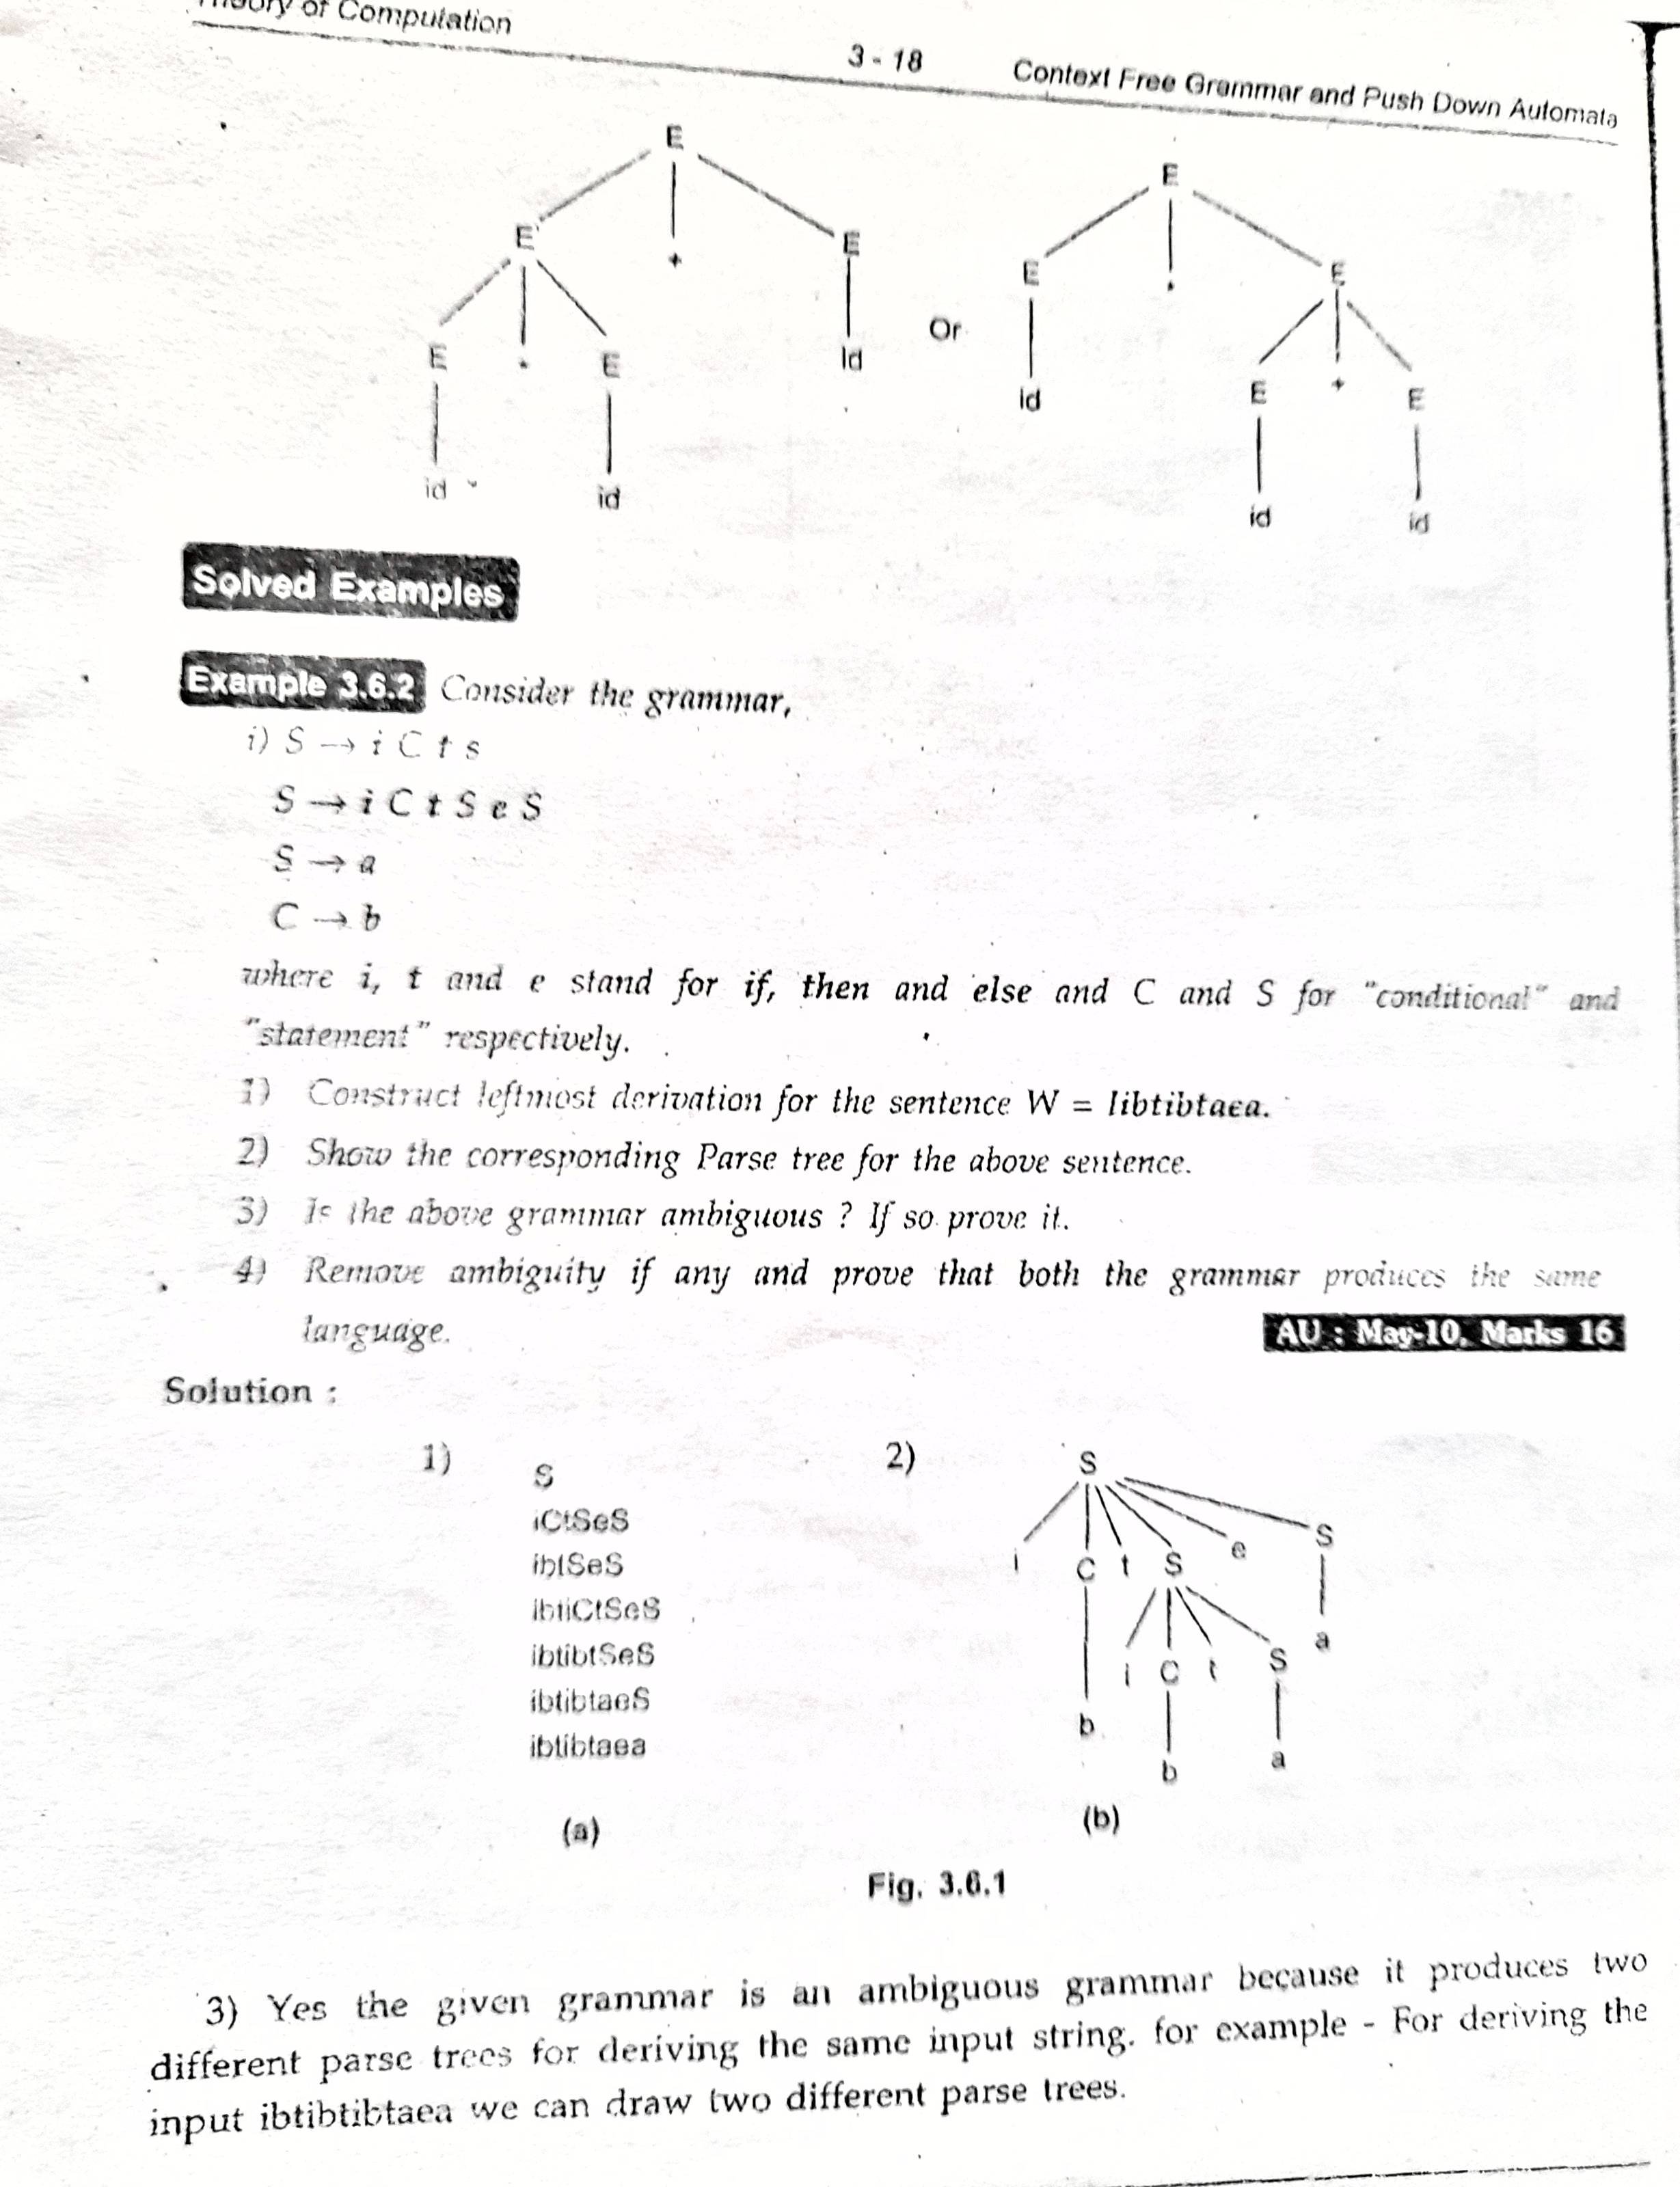 Theory of Computation
3 - 18
Context Free Grammar and Push Down Automata
E
E
E
+
E
E
*
E
id
id
id
Or
E
E
*
E
id
E
+
E
id
id
Solved Examples
Example 3.6.2 Consider the grammar,
i) S → i C t s
S → i C t S e S
S → a
C → b
where i, t and e stand for if, then and else and C and S for "conditional" and
"statement" respectively.
1) Construct leftmost derivation for the sentence W = Iibtibtaea.
2) Show the corresponding Parse tree for the above sentence.
3) Is the above grammar ambiguous ? If so prove it.
4) Remove ambiguity if any and prove that both the grammar produces the same
language.
AU : May-10, Marks 16
Solution :
1)
S
iCtSeS
ibtSeS
ibtiCtSeS
ibtibtSeS
ibtibtaeS
ibtibtaea
(a)
2)
S
i C t S e S
i C t S a
b
b a
(b)
Fig. 3.6.1
3) Yes the given grammar is an ambiguous grammar because it produces two
different parse trees for deriving the same input string. for example - For deriving the
input ibtibtibtaea we can draw two different parse trees.